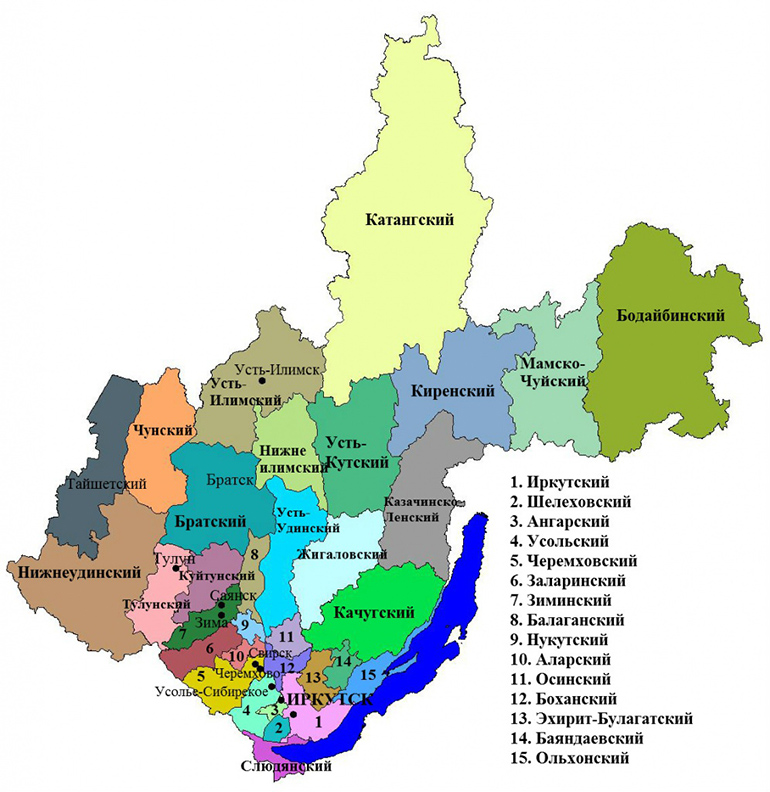 Катангский
Бодайбинский
Мамско-
Чуйский
Киренский
Усть-Илимск
Усть-
Илимский
Чунский
Нижне
илимский
Усть-
Кутский
Тайшетский
Братск
Братский
Казачинско-
Ленский
Усть-
Удинский
Жигаловский
Нижнеудинский
Тулун
Тулунский
Куйтунский
8
Саянск
Зима
Качугский
7
9
11
6
10
Свирск
12
14
13
15
5
Черемхово
Усолье-Сибирекое
ИРКУТСК
4
3
2
1
Слюдянский
1. Иркутский
2. Шелеховский
3. Ангарский
4. Усольский
5. Черемховский
6. Заларинский
7. Зиминский
8. Балаганский
9. Нукутский
10. Аларский
11. Осинский
12. Боханский
13. Эхирит-Булагатский
14. Баяндаевский
15. Ольхонский